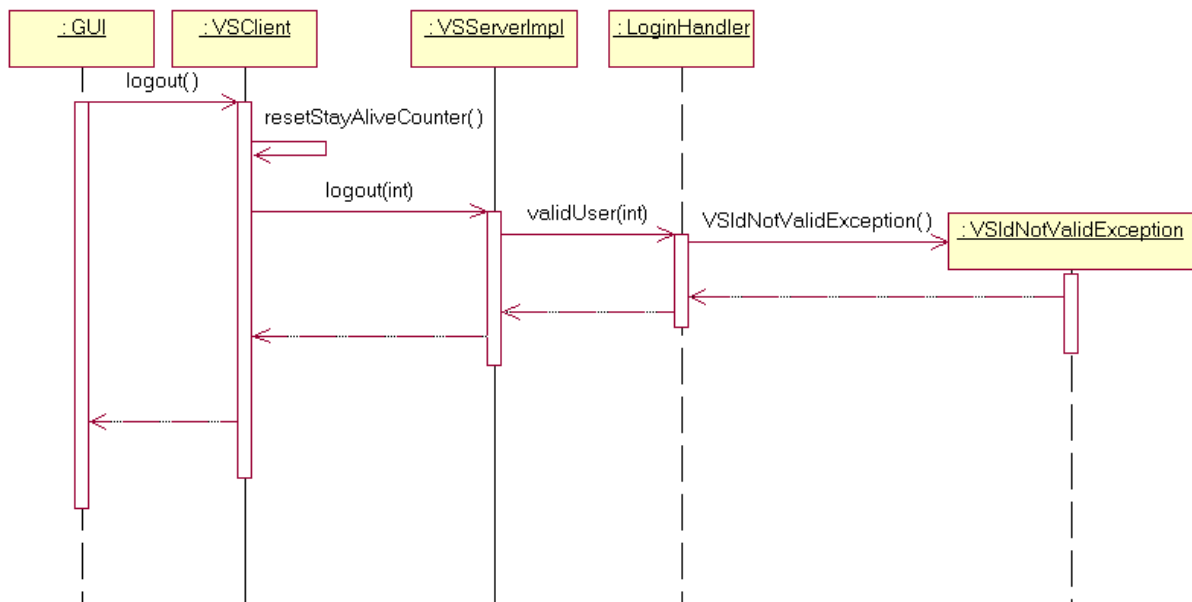 : GUI
: VSClient
: VSServerImpl
: LoginHandler
logout()
resetStayAliveCounter()
logout(int)
validUser(int)
VSIdNotValidException()
: VSIdNotValidException